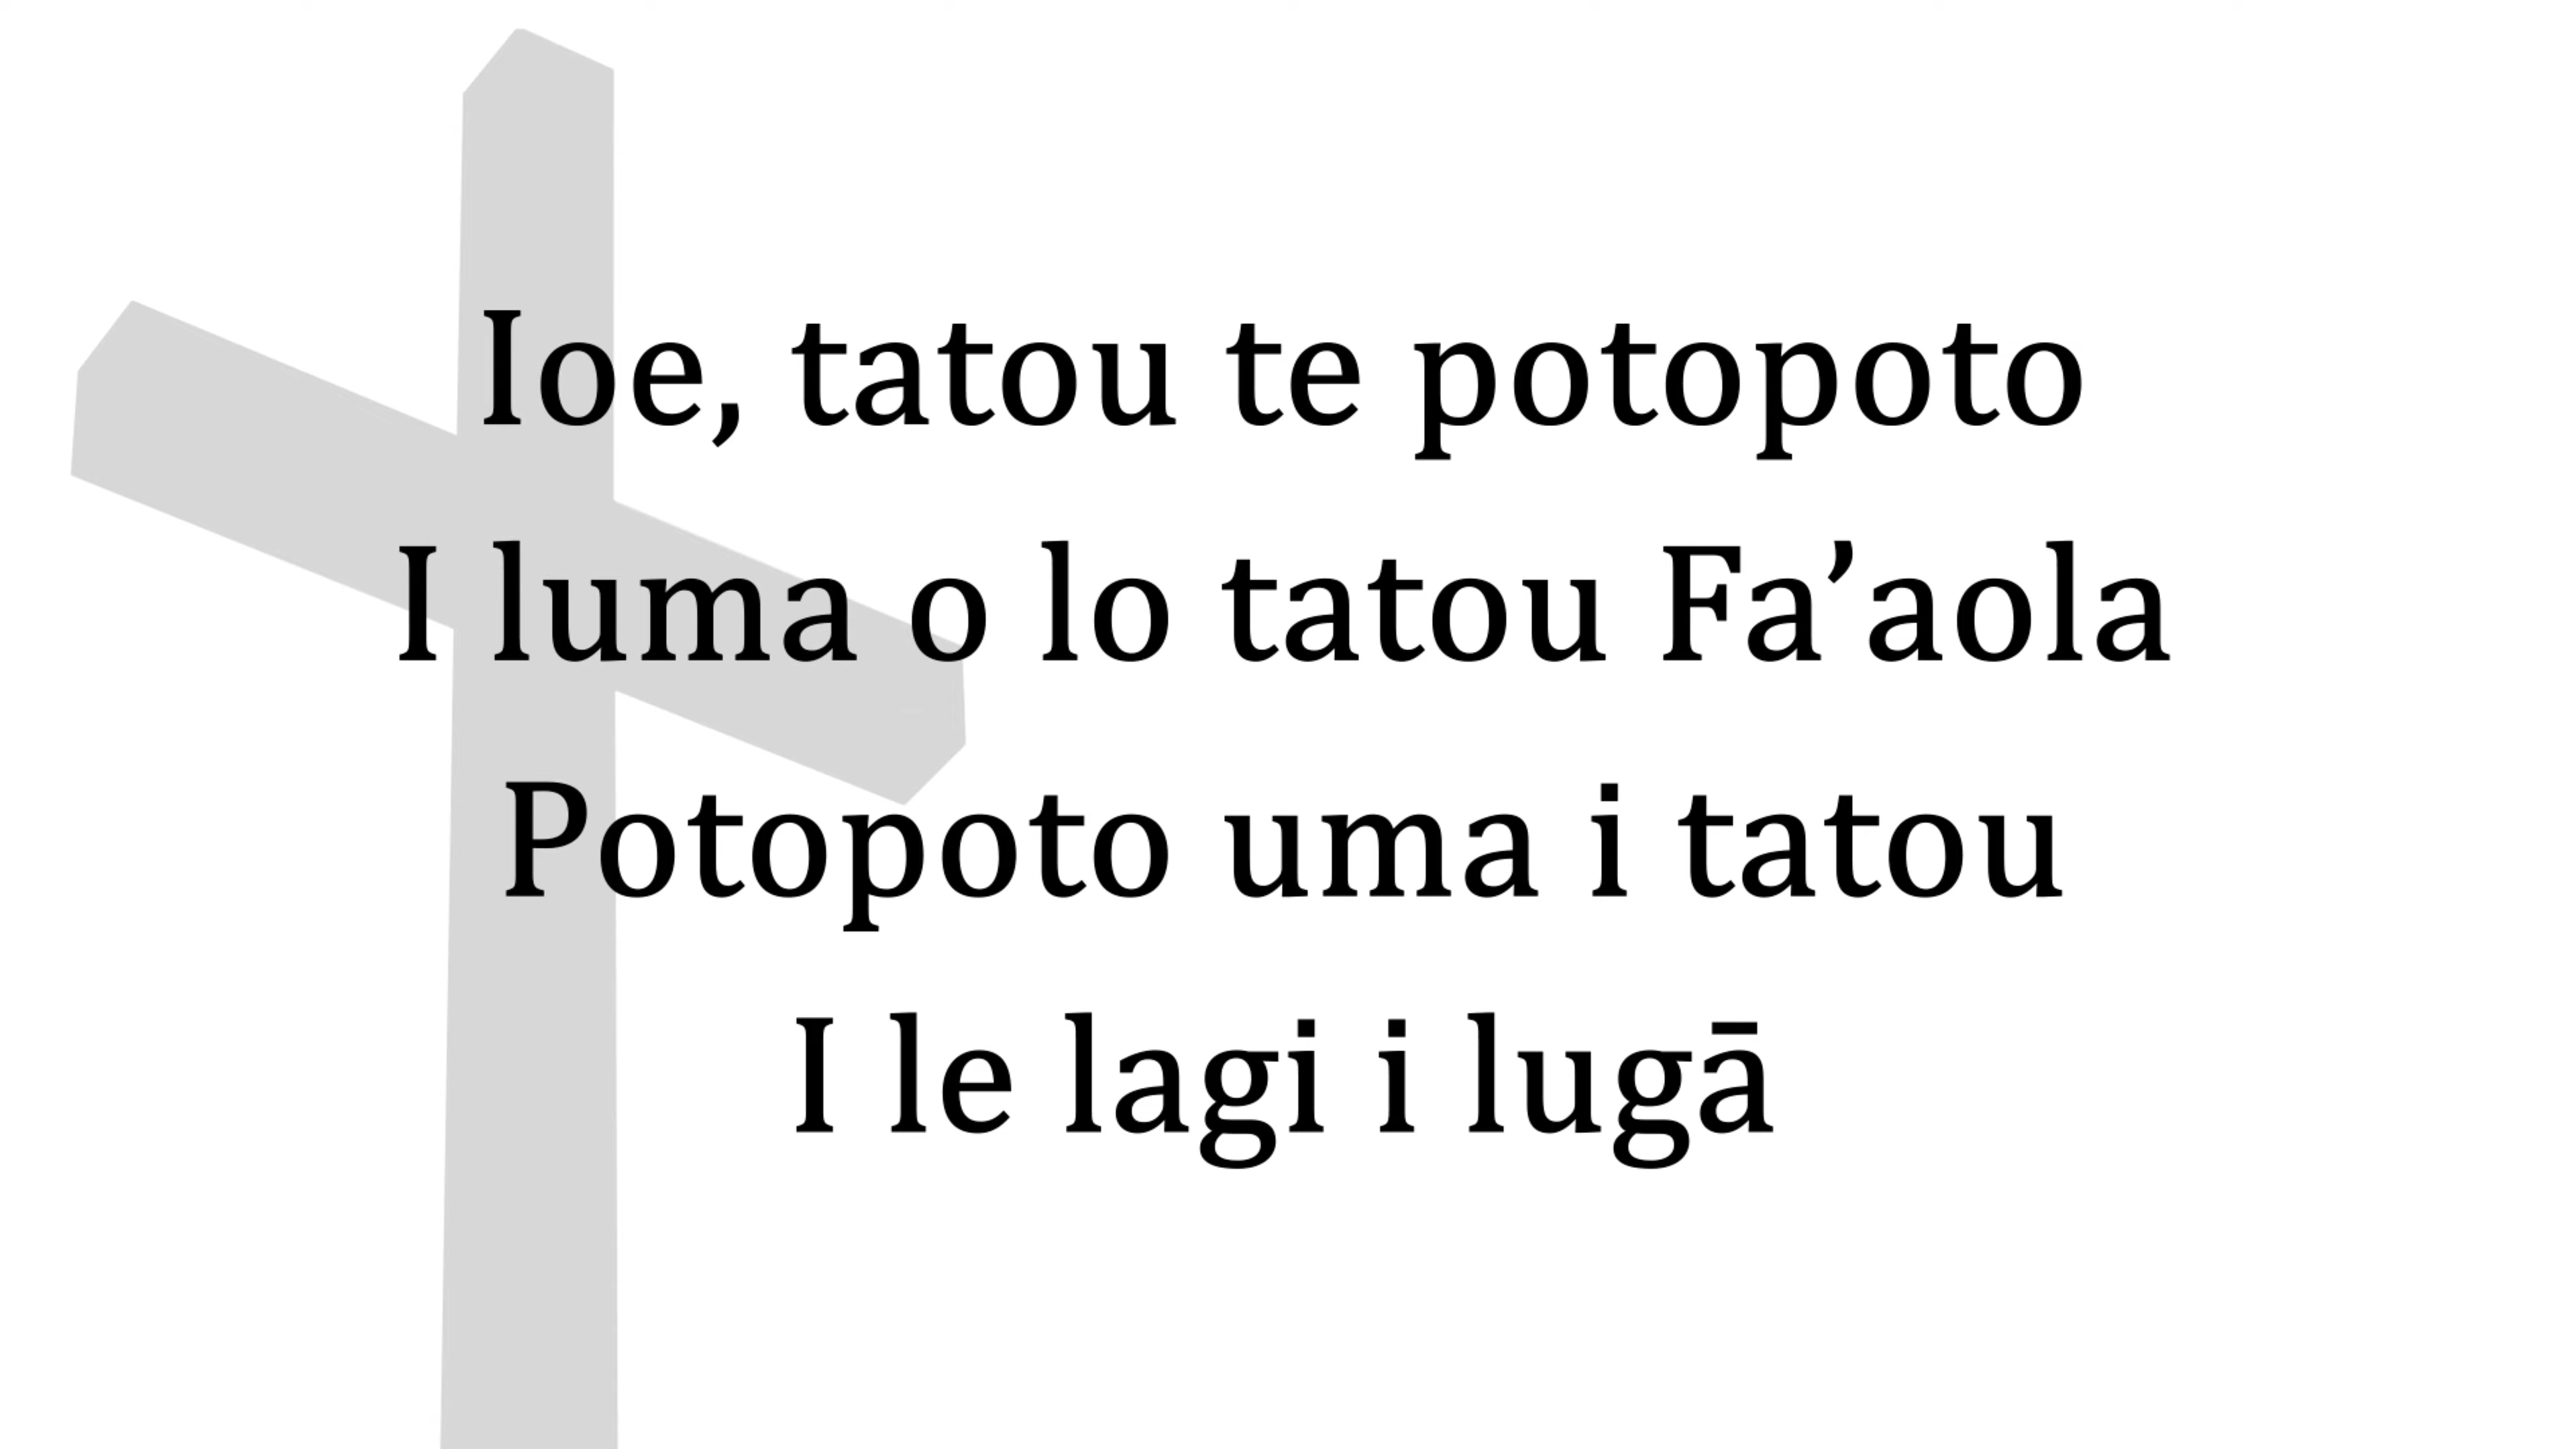 Ioe, tatou te potopoto
I luma o lo tatou Fa’aola
Potopoto uma i tatou
I le lagi i lugā